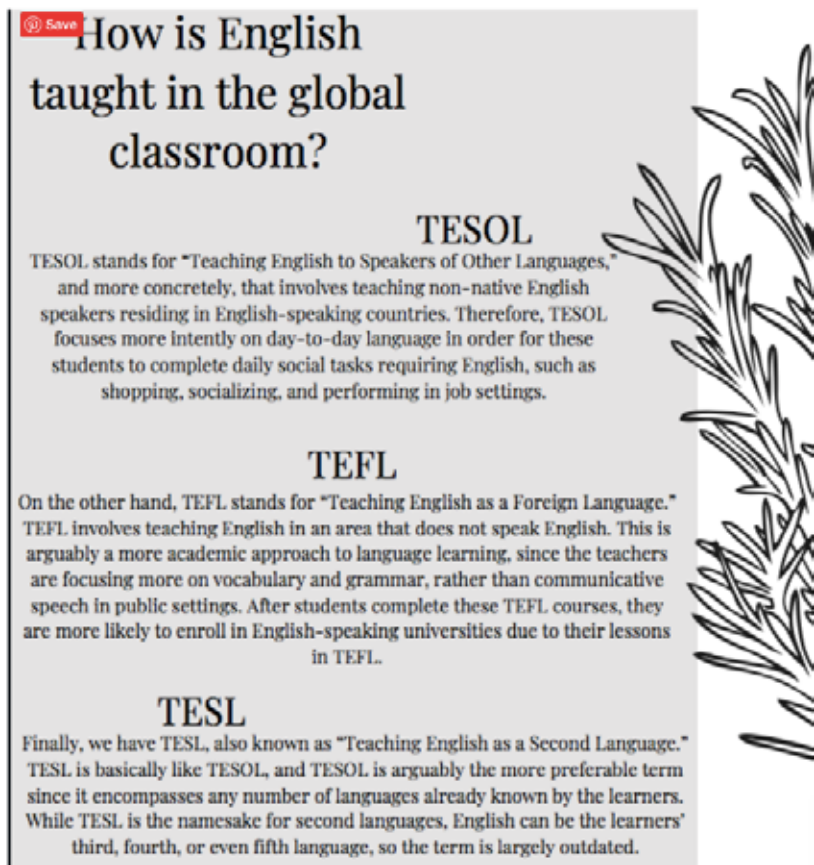 Save
How is English
taught in the global
classroom?
TESOL
TESOL stands for “Teaching English to Speakers of Other Languages,”
and more concretely, that involves teaching non-native English
speakers residing in English-speaking countries. Therefore, TESOL
focuses more intently on day-to-day language in order for these
students to complete daily social tasks requiring English, such as
shopping, socializing, and performing in job settings.
TEFL
On the other hand, TEFL stands for “Teaching English as a Foreign Language.”
TEFL involves teaching English in an area that does not speak English. This is
arguably a more academic approach to language learning, since the teachers
are focusing more on vocabulary and grammar, rather than communicative
speech in public settings. After students complete these TEFL courses, they
are more likely to enroll in English-speaking universities due to their lessons
in TEFL.
TESL
Finally, we have TESL, also known as “Teaching English as a Second Language.”
TESL is basically like TESOL, and TESOL is arguably the more preferable term
since it encompasses any number of languages already known by the learners.
While TESL is the namesake for second languages, English can be the learners’
third, fourth, or even fifth language, so the term is largely outdated.